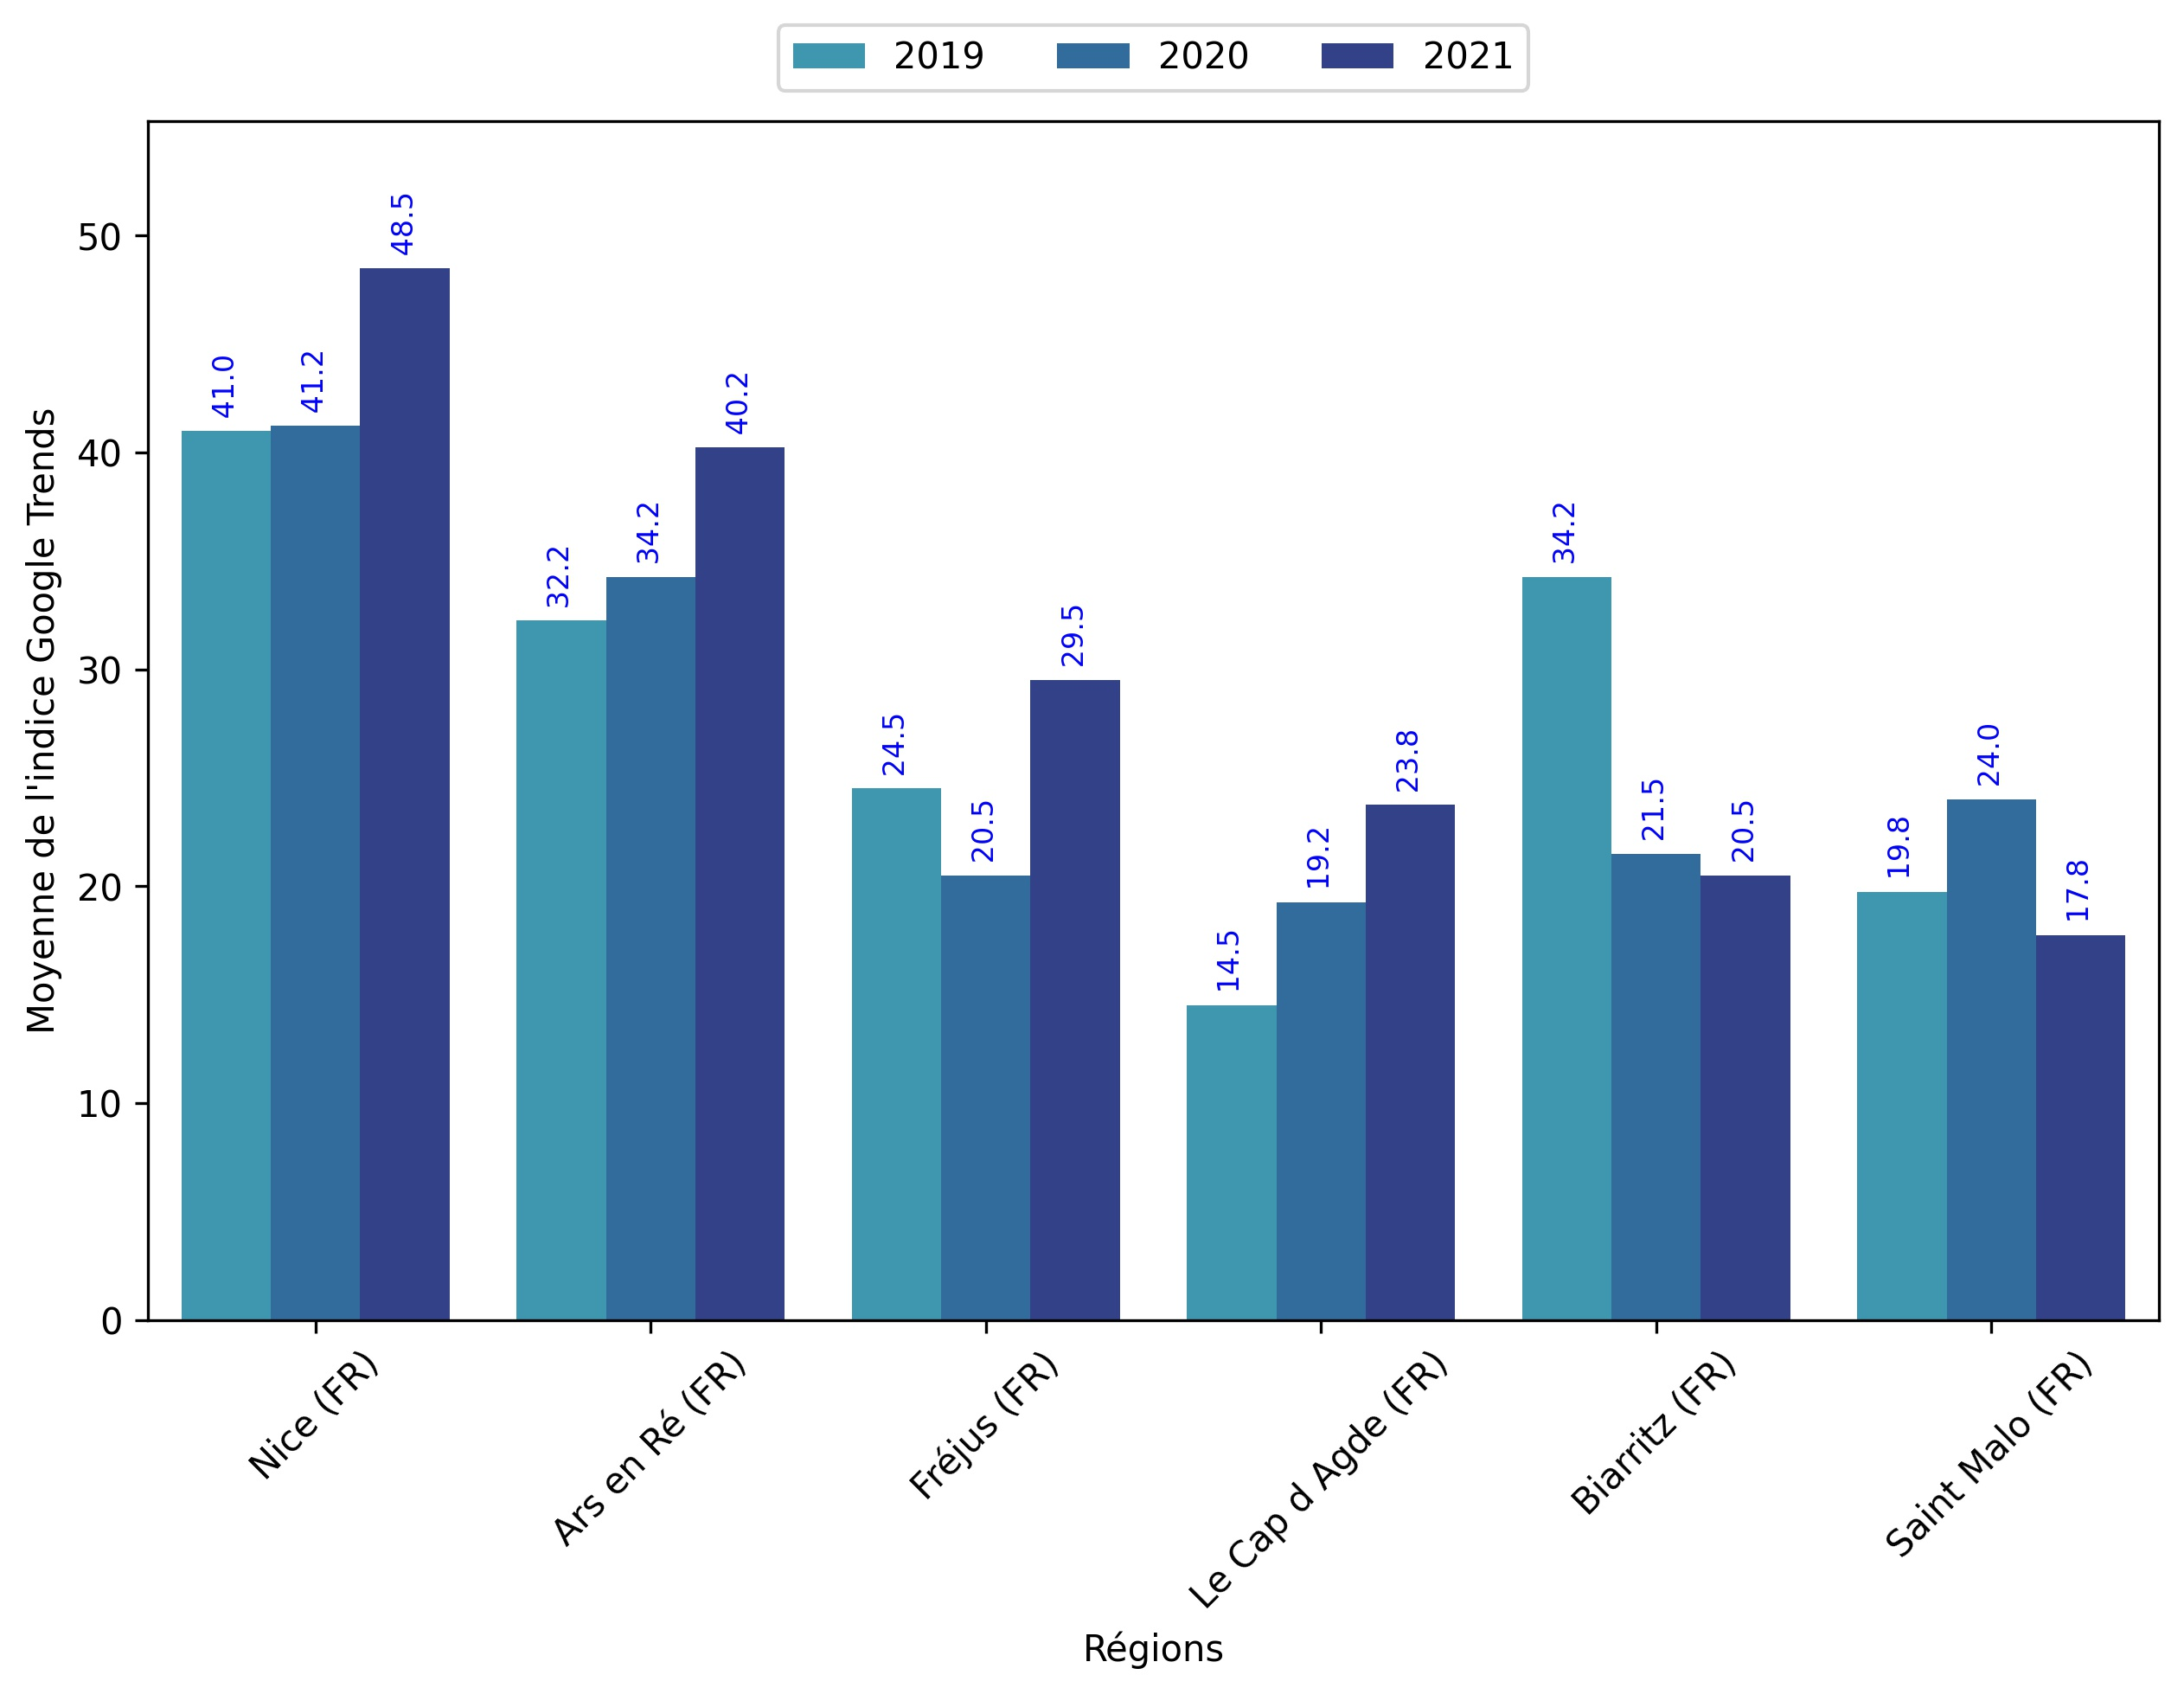 2019 2020 2021
Moyenne de l'indice Google Trends
50
40
30
20
10
0
41.0
41.2
48.5
32.2
34.2
40.2
24.5
20.5
29.5
14.5
19.2
23.8
34.2
21.5
20.5
19.8
24.0
17.8
Nice (FR)
Ars en Ré (FR)
Fréjus (FR)
Le Cap d Agde (FR)
Biarritz (FR)
Saint Malo (FR)
Régions